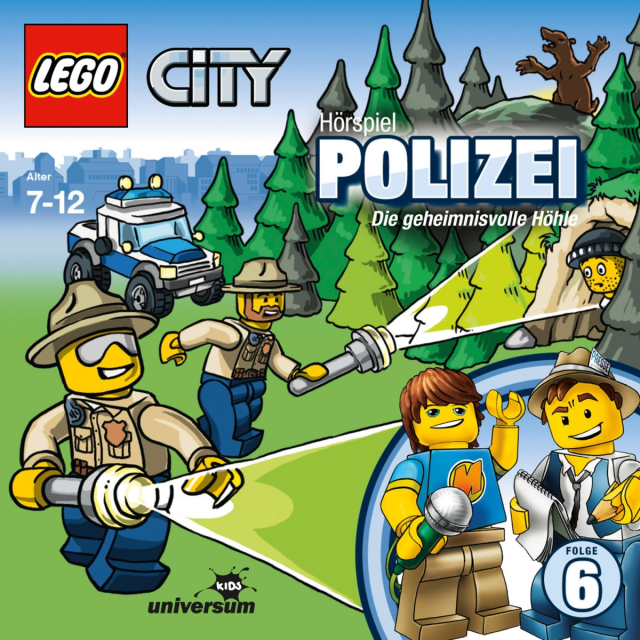 LEGO
CITY
Hörspiel
POLIZEI
Die geheimnisvolle Höhle
Alter
7-12
M
FOLGE
6
KIDS
universum